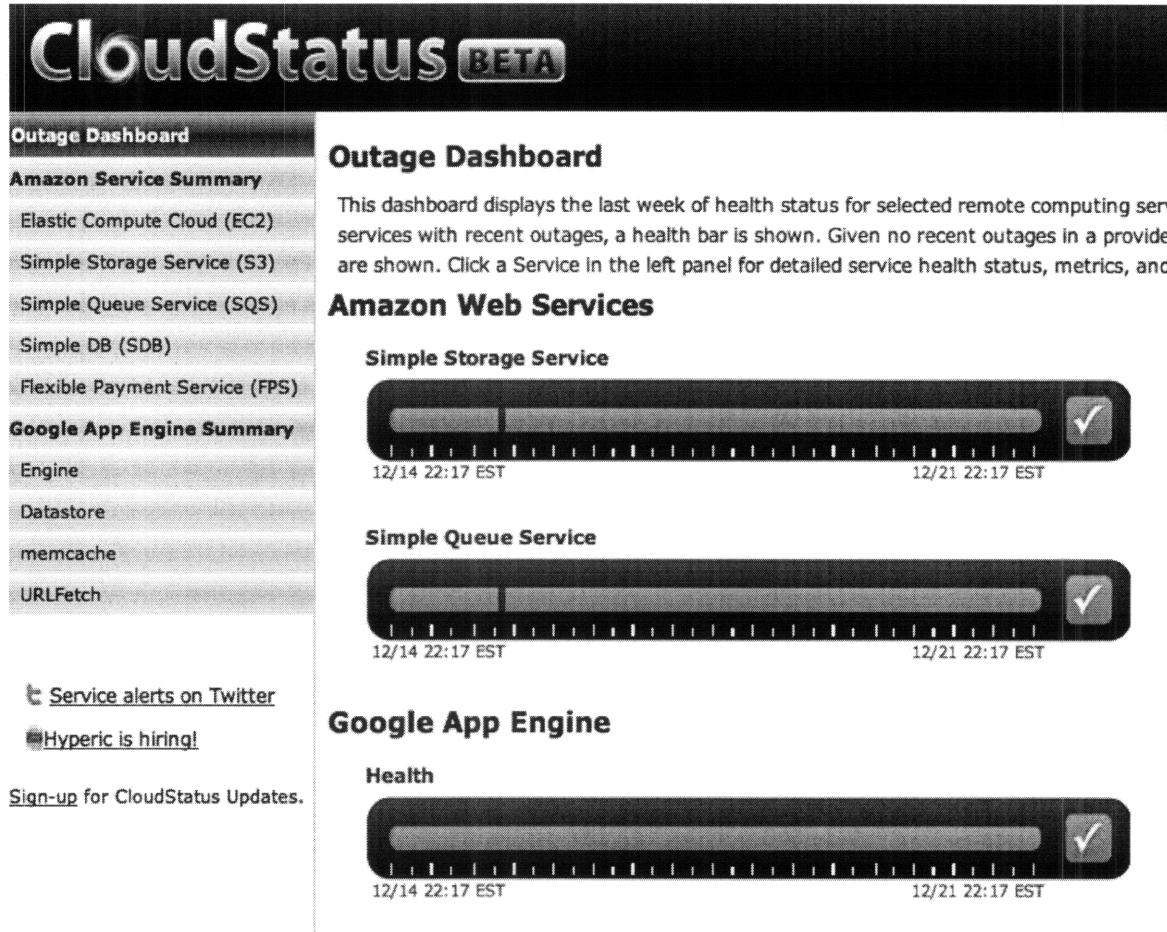 CloudStatus BETA
Outage Dashboard
Amazon Service Summary
Elastic Compute Cloud (EC2)
Simple Storage Service (S3)
Simple Queue Service (SQS)
Simple DB (SDB)
Flexible Payment Service (FPS)
Google App Engine Summary
Engine
Datastore
memcache
URLFetch
Service alerts on Twitter
Hyperic is hiring!
Sign-up for CloudStatus Updates.
Outage Dashboard
This dashboard displays the last week of health status for selected remote computing ser
services with recent outages, a health bar is shown. Given no recent outages in a provide
are shown. Click a Service in the left panel for detailed service health status, metrics, and
Amazon Web Services
Simple Storage Service
12/14 22:17 EST 12/21 22:17 EST
Simple Queue Service
12/14 22:17 EST 12/21 22:17 EST
Google App Engine
Health
12/14 22:17 EST 12/21 22:17 EST